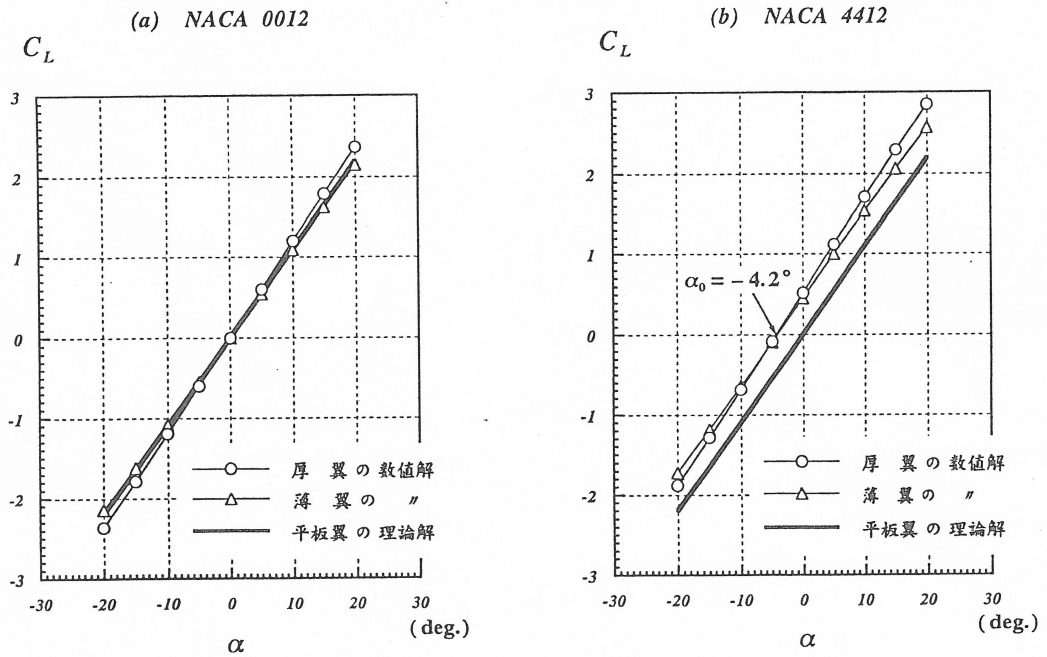 (a) NACA 0012
C_L
3
2
1
0
-1
-2
-3
-30 -20 -10 0 10 20 30
(deg.)
α
厚 翼 の 数値解
薄 翼 の 〃
平板翼 の 理論解
(b) NACA 4412
C_L
3
2
1
0
-1
-2
-3
-30 -20 -10 0 10 20 30
(deg.)
α
α₀ = −4.2°
厚 翼 の 数値解
薄 翼 の 〃
平板翼 の 理論解